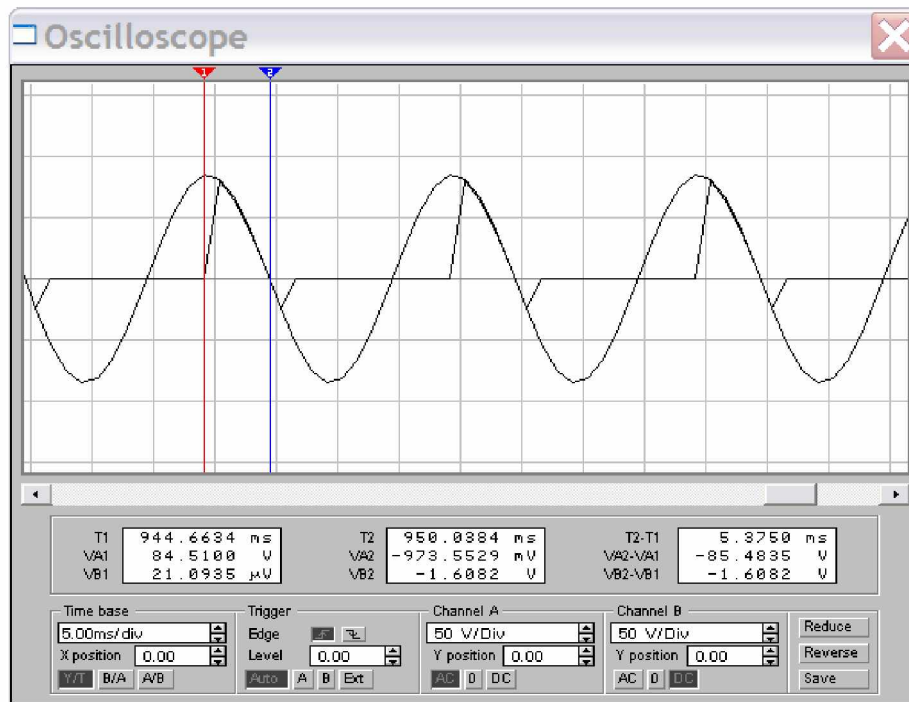 Oscilloscope
1 2
T1 944.6634 ms T2 950.0384 ms T2-T1 5.3750 ms
VA1 84.5100 V VA2 -973.5529 mV VA2-VA1 -85.4835 V
VB1 21.0935 µV VB2 -1.6082 V VB2-VB1 -1.6082 V
Time base Trigger Channel A Channel B
5.00ms/div Edge 50 V/Div 50 V/Div Reduce
X position 0.00 Level 0.00 Y position 0.00 Y position 0.00 Reverse
Y/T B/A A/B Auto A B Ext AC 0 DC AC 0 DC Save